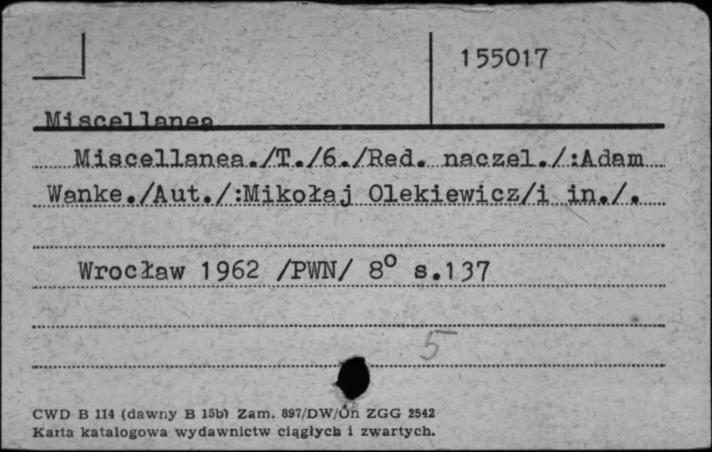 155017
Miscellanea
Miscellanea./T./6./Red. naczel./:Adam
Wanke./Aut./:Mikołaj Olekiewicz/i in./.
Wrocław 1962 /PWN/ 8° s.137
5
CWD B 114 (dawny B 15b) Zam. 897/DW/On ZGG 2542
Karta katalogowa wydawnictw ciągłych i zwartych.